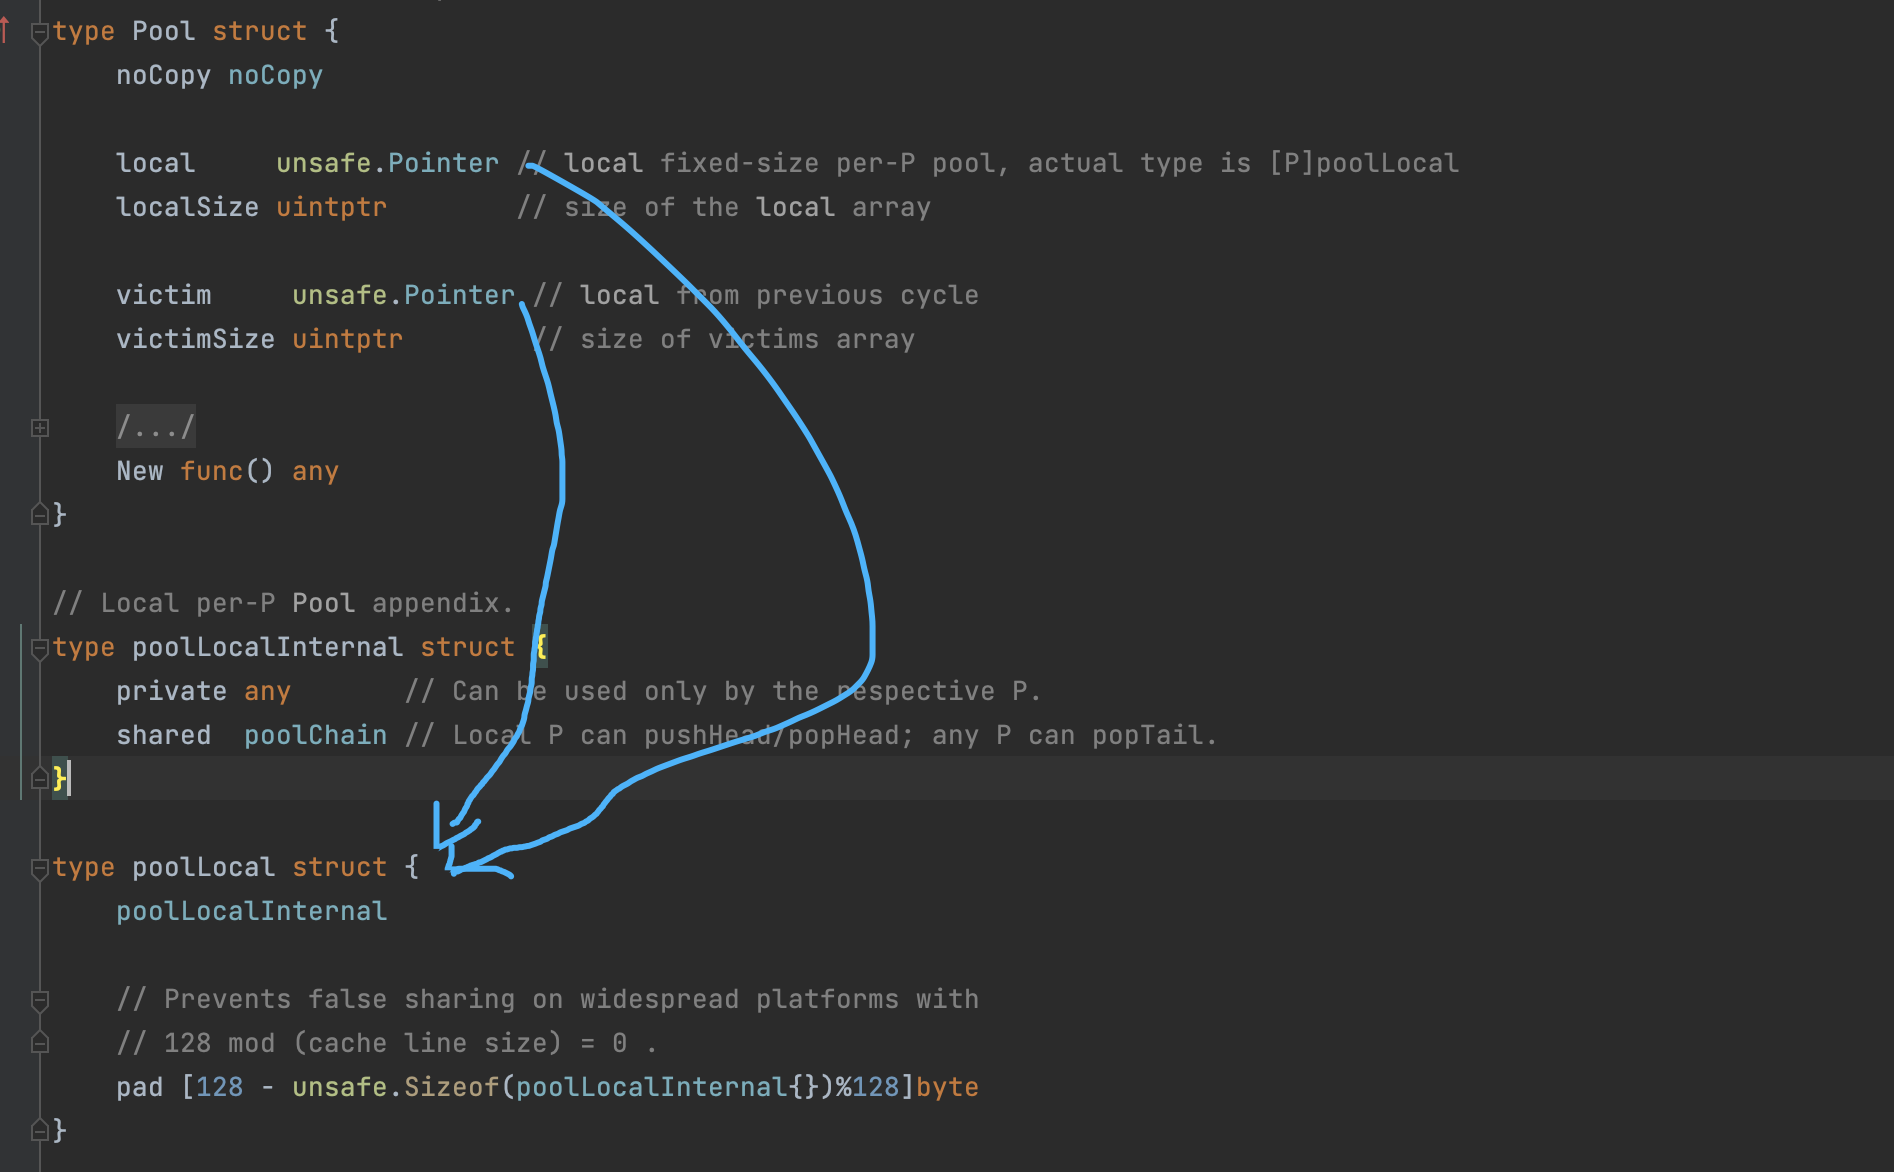 type Pool struct {
noCopy noCopy
local unsafe.Pointer // local fixed-size per-P pool, actual type is [P]poolLocal
localSize uintptr // size of the local array
victim unsafe.Pointer // local from previous cycle
victimSize uintptr // size of victims array
/.../
New func() any
}
// Local per-P Pool appendix.
type poolLocalInternal struct {
private any // Can be used only by the respective P.
shared poolChain // Local P can pushHead/popHead; any P can popTail.
}
type poolLocal struct {
poolLocalInternal
// Prevents false sharing on widespread platforms with
// 128 mod (cache line size) = 0 .
pad [128 - unsafe.Sizeof(poolLocalInternal{})%128]byte
}